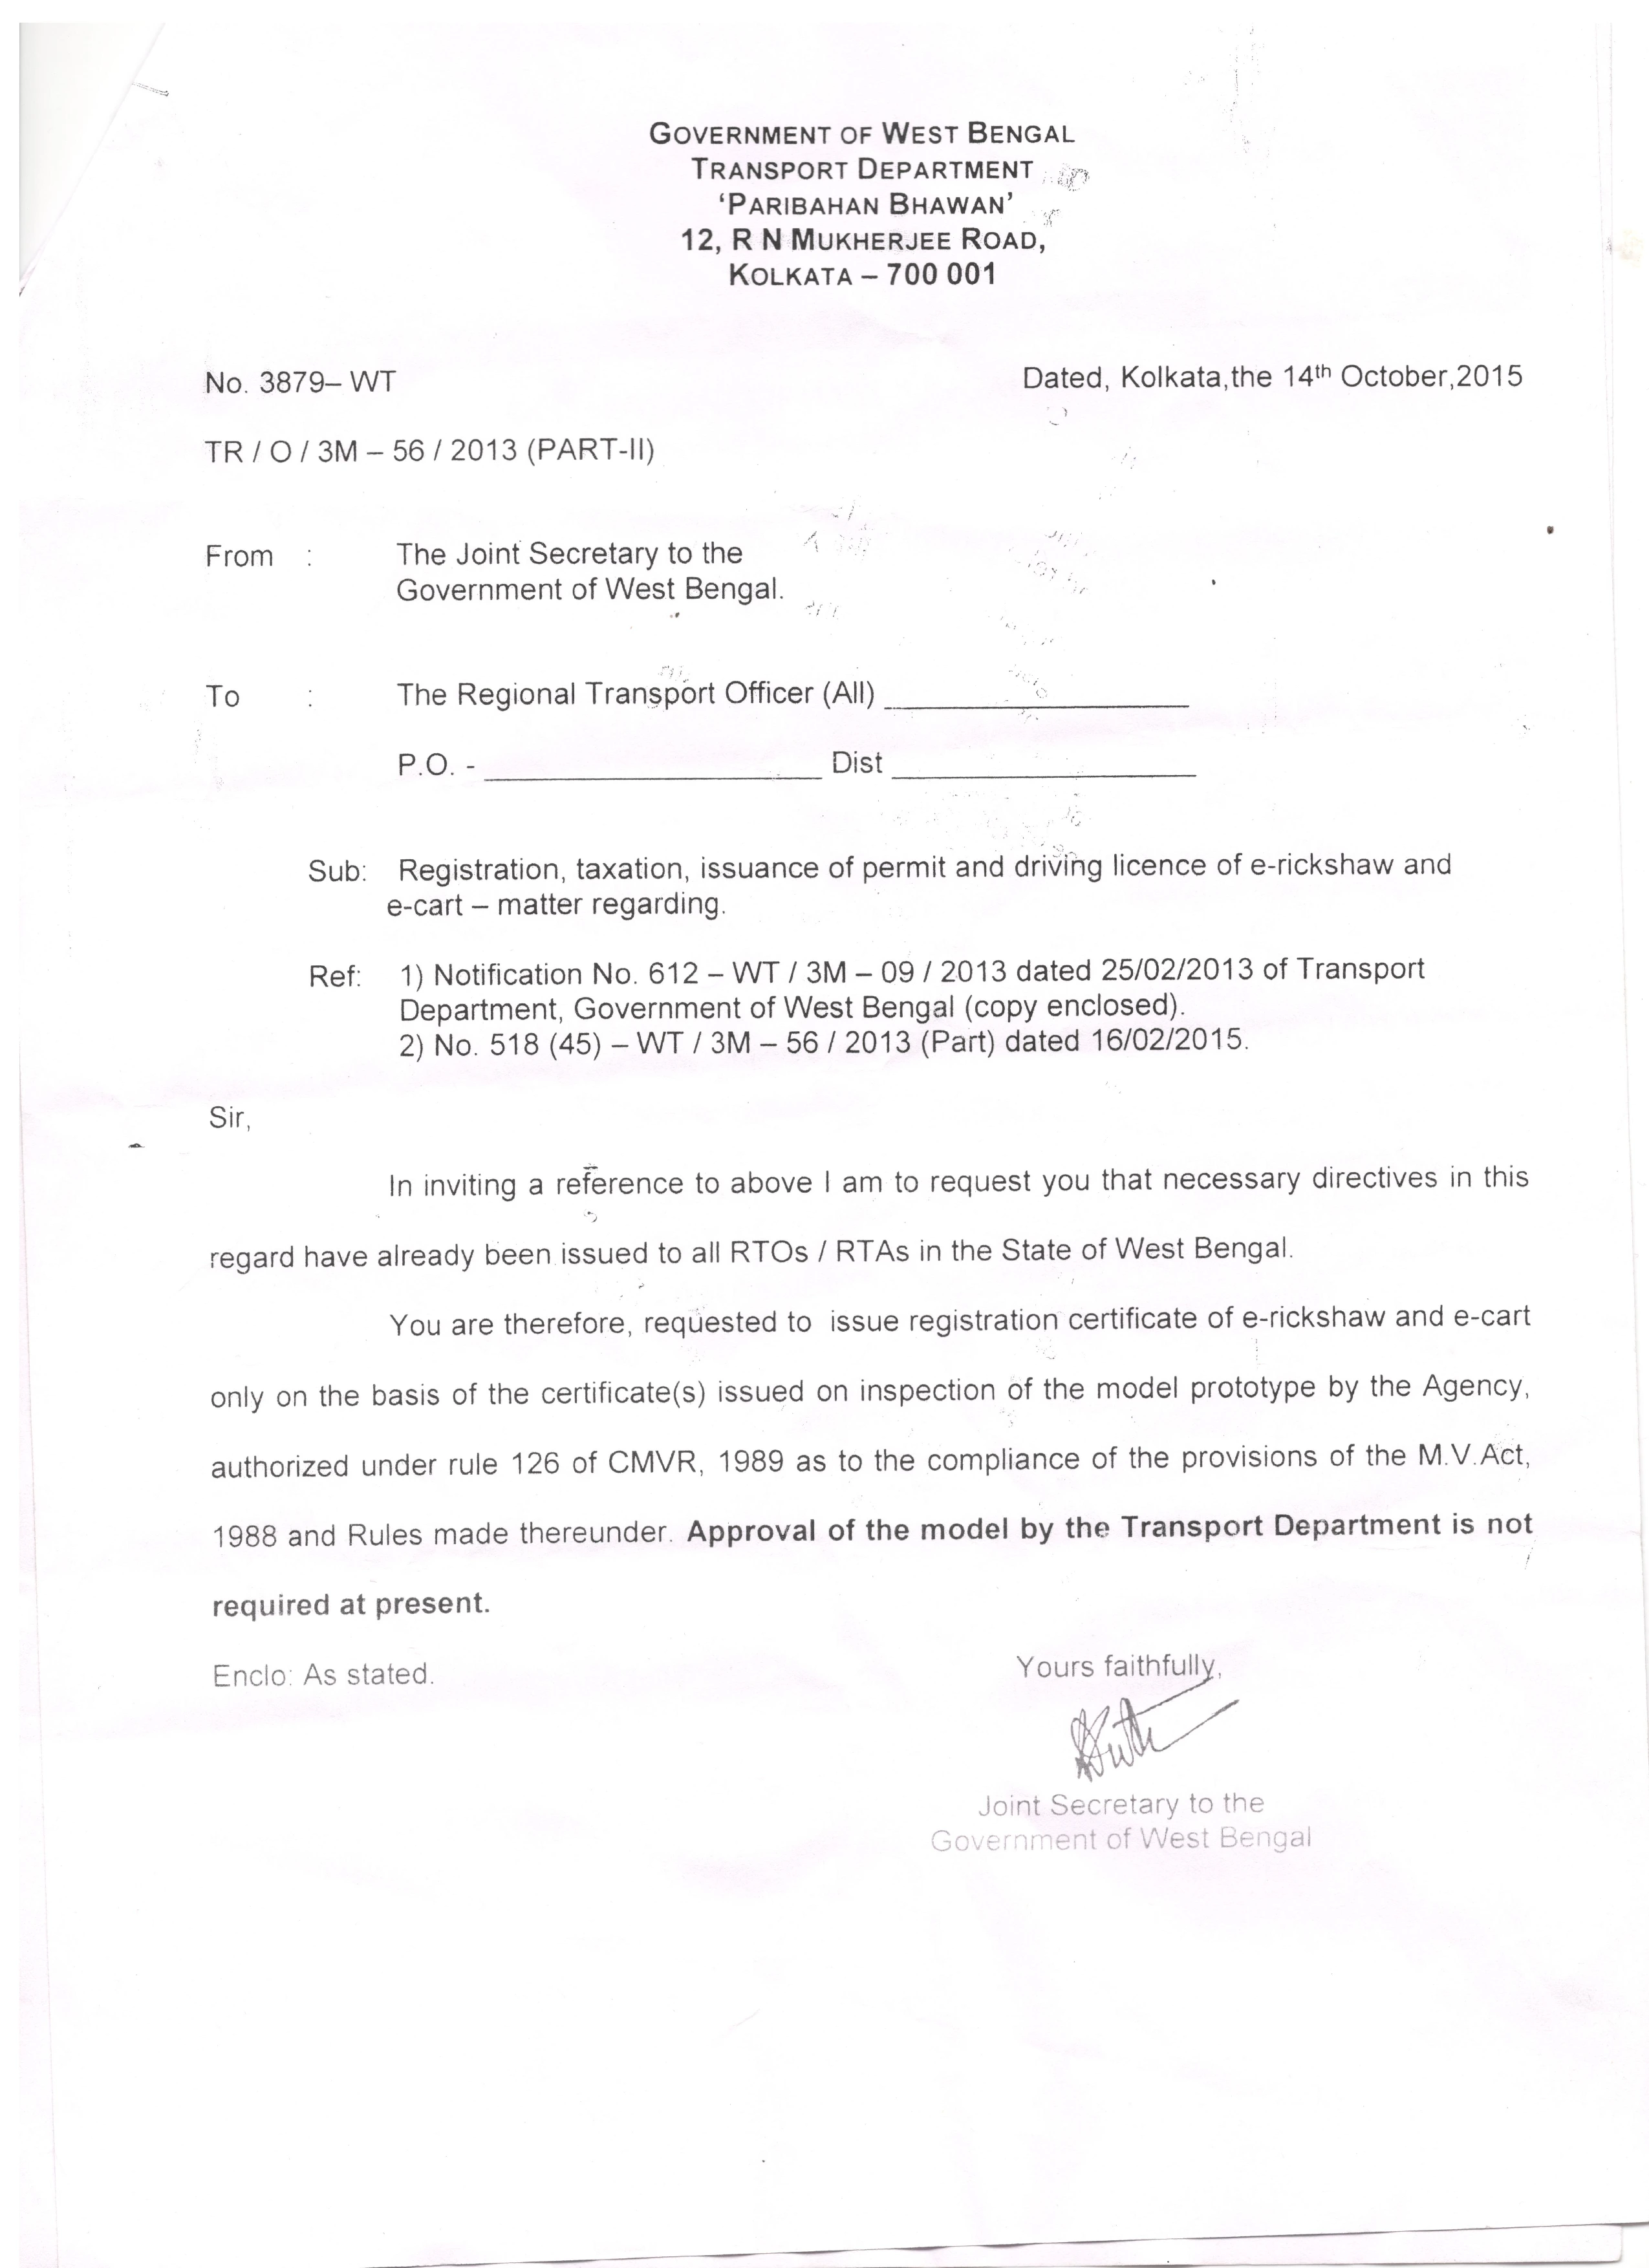 GOVERNMENT OF WEST BENGAL
TRANSPORT DEPARTMENT
‘PARIBAHAN BHAWAN’
12, R N MUKHERJEE ROAD,
KOLKATA – 700 001
No. 3879– WT Dated, Kolkata,the 14th October,2015
TR / O / 3M – 56 / 2013 (PART-II)
From : The Joint Secretary to the
Government of West Bengal.
To : The Regional Transport Officer (All) ____________________
P.O. - ______________________ Dist ____________________
Sub: Registration, taxation, issuance of permit and driving licence of e-rickshaw and
e-cart – matter regarding.
Ref: 1) Notification No. 612 – WT / 3M – 09 / 2013 dated 25/02/2013 of Transport
Department, Government of West Bengal (copy enclosed).
2) No. 518 (45) – WT / 3M – 56 / 2013 (Part) dated 16/02/2015.
Sir,
In inviting a reference to above I am to request you that necessary directives in this
regard have already been issued to all RTOs / RTAs in the State of West Bengal.
You are therefore, requested to issue registration certificate of e-rickshaw and e-cart
only on the basis of the certificate(s) issued on inspection of the model prototype by the Agency,
authorized under rule 126 of CMVR, 1989 as to the compliance of the provisions of the M.V.Act,
1988 and Rules made thereunder. Approval of the model by the Transport Department is not
required at present.
Enclo: As stated. Yours faithfully,
Joint Secretary to the
Government of West Bengal